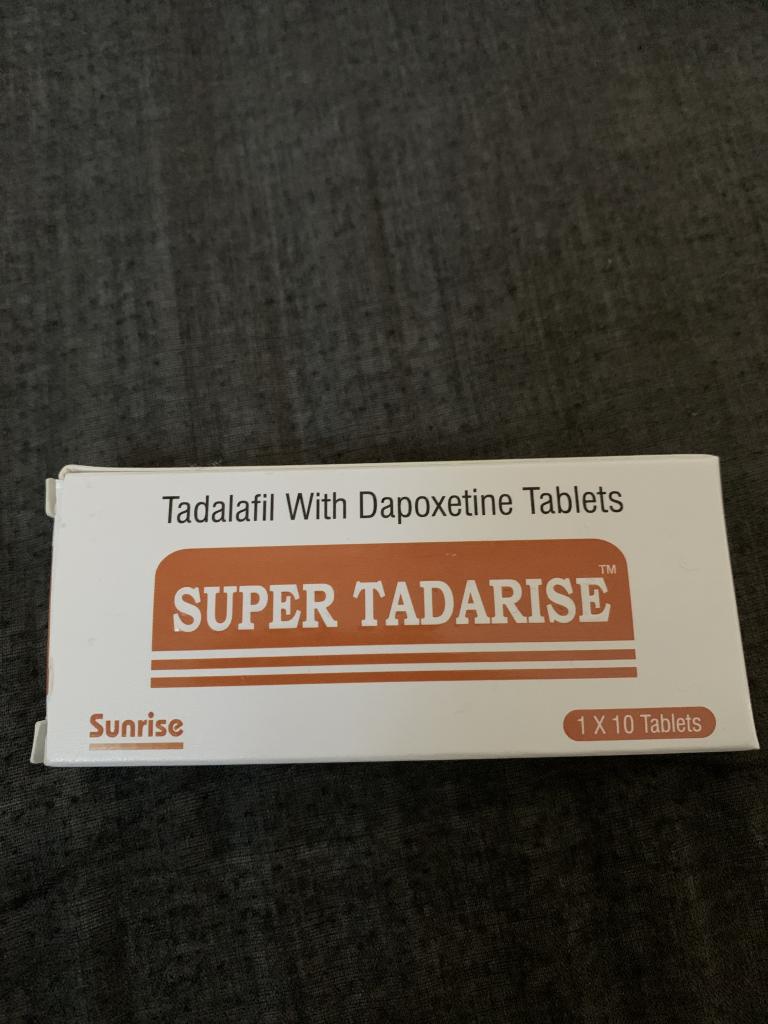 Tadalafil With Dapoxetine Tablets
SUPER TADARISE™
Sunrise
1 X 10 Tablets